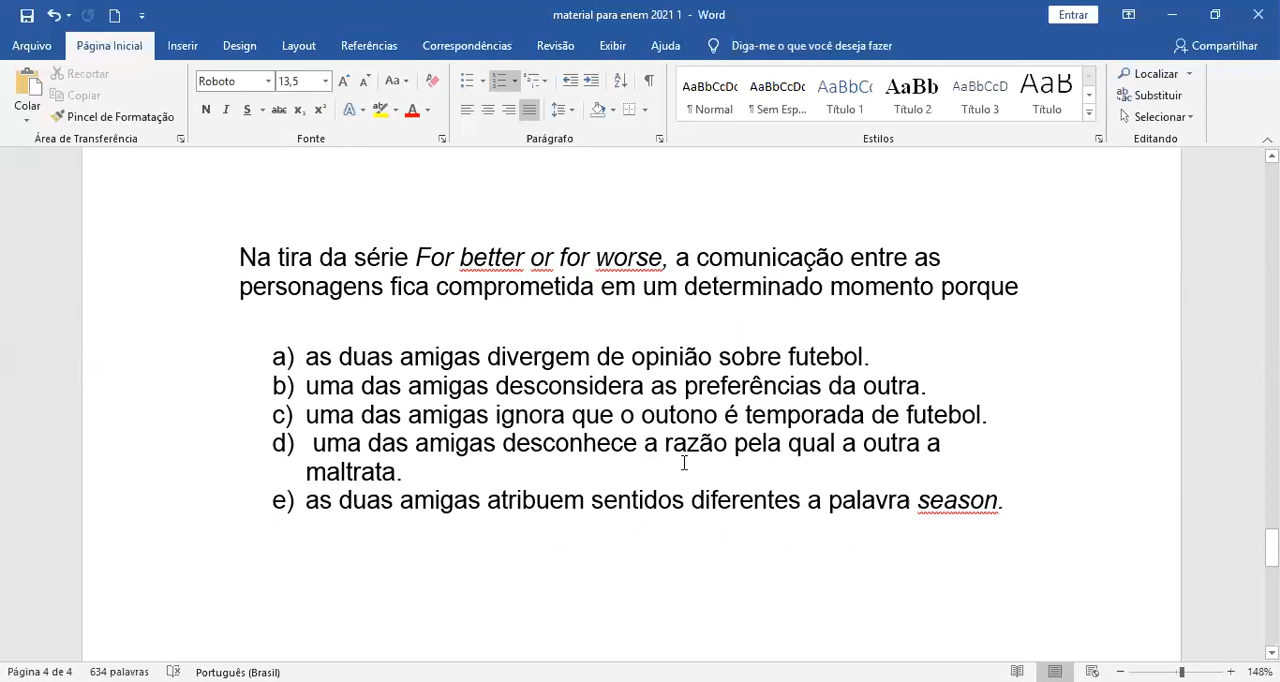 material para enem 2021 1 - Word
Entrar
Arquivo Página Inicial Inserir Design Layout Referências Correspondências Revisão Exibir Ajuda Diga-me o que você deseja fazer Compartilhar
Colar
Recortar
Copiar
Pincel de Formatação
Área de Transferência
Roboto 13,5 Aa
N I S abc x₂ x²
Fonte
Parágrafo
AaBbCcDc AaBbCcDc AaBbCc AaBb AaBbCcD AaB
¶ Normal ¶ Sem Esp... Título 1 Título 2 Título 3 Título
Estilos
Localizar
Substituir
Selecionar
Editando
Na tira da série For better or for worse, a comunicação entre as
personagens fica comprometida em um determinado momento porque
a) as duas amigas divergem de opinião sobre futebol.
b) uma das amigas desconsidera as preferências da outra.
c) uma das amigas ignora que o outono é temporada de futebol.
d) uma das amigas desconhece a razão pela qual a outra a
maltrata.
e) as duas amigas atribuem sentidos diferentes a palavra season.
Página 4 de 4 634 palavras Português (Brasil) 148%